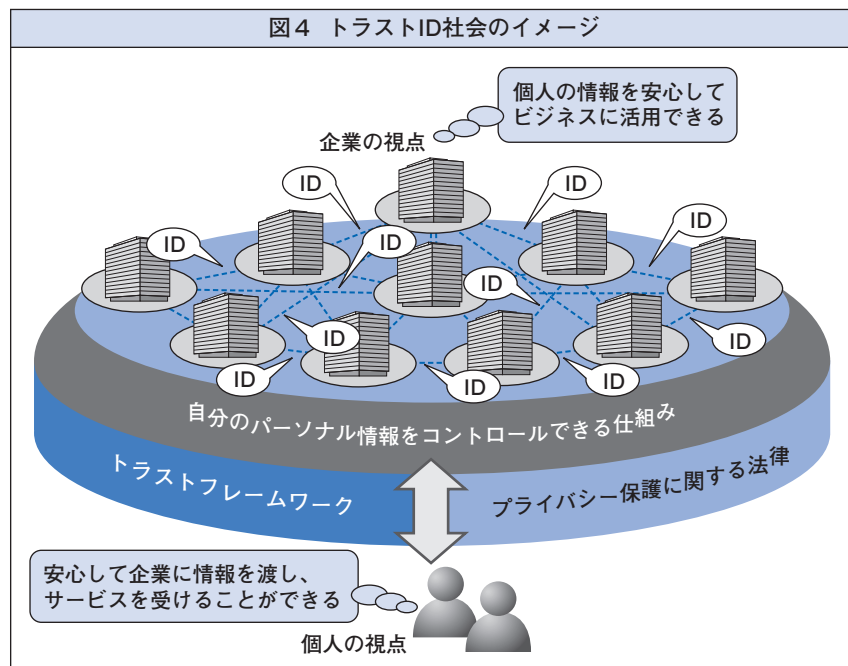 図4 トラストID社会のイメージ
個人の情報を安心して
ビジネスに活用できる
企業の視点
ID
ID
ID
ID
ID
ID
ID
ID
ID
ID
ID
自分のパーソナル情報をコントロールできる仕組み
トラストフレームワーク
プライバシー保護に関する法律
安心して企業に情報を渡し、
サービスを受けることができる
個人の視点